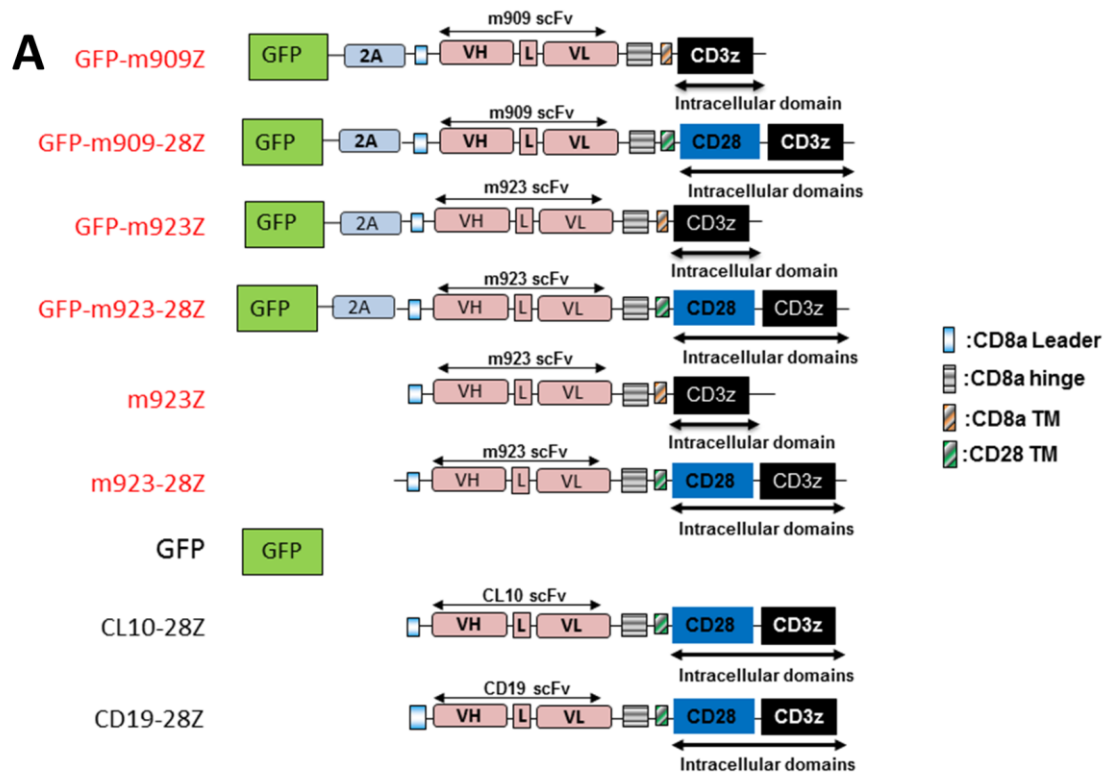 A
m909 scFv
GFP-m909Z GFP 2A VH L VL CD3z
Intracellular domain
m909 scFv
GFP-m909-28Z GFP 2A VH L VL CD28 CD3z
Intracellular domains
m923 scFv
GFP-m923Z GFP 2A VH L VL CD3z
Intracellular domain
m923 scFv
GFP-m923-28Z GFP 2A VH L VL CD28 CD3z
Intracellular domains
m923 scFv
m923Z VH L VL CD3z
Intracellular domain
m923 scFv
m923-28Z VH L VL CD28 CD3z
Intracellular domains
GFP GFP
CL10 scFv
CL10-28Z VH L VL CD28 CD3z
Intracellular domains
CD19 scFv
CD19-28Z VH L VL CD28 CD3z
Intracellular domains
:CD8a Leader
:CD8a hinge
:CD8a TM
:CD28 TM